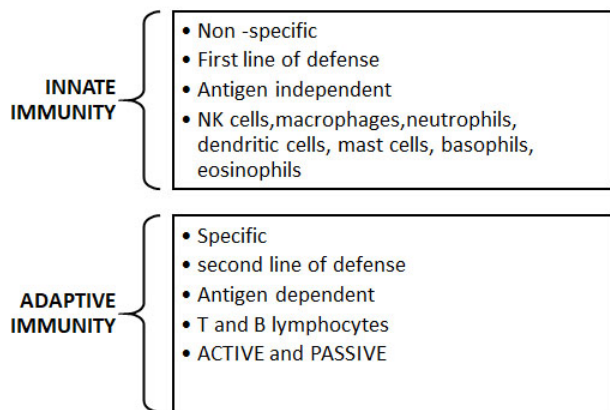 INNATE
IMMUNITY
• Non -specific
• First line of defense
• Antigen independent
• NK cells,macrophages,neutrophils,
dendritic cells, mast cells, basophils,
eosinophils
ADAPTIVE
IMMUNITY
• Specific
• second line of defense
• Antigen dependent
• T and B lymphocytes
• ACTIVE and PASSIVE